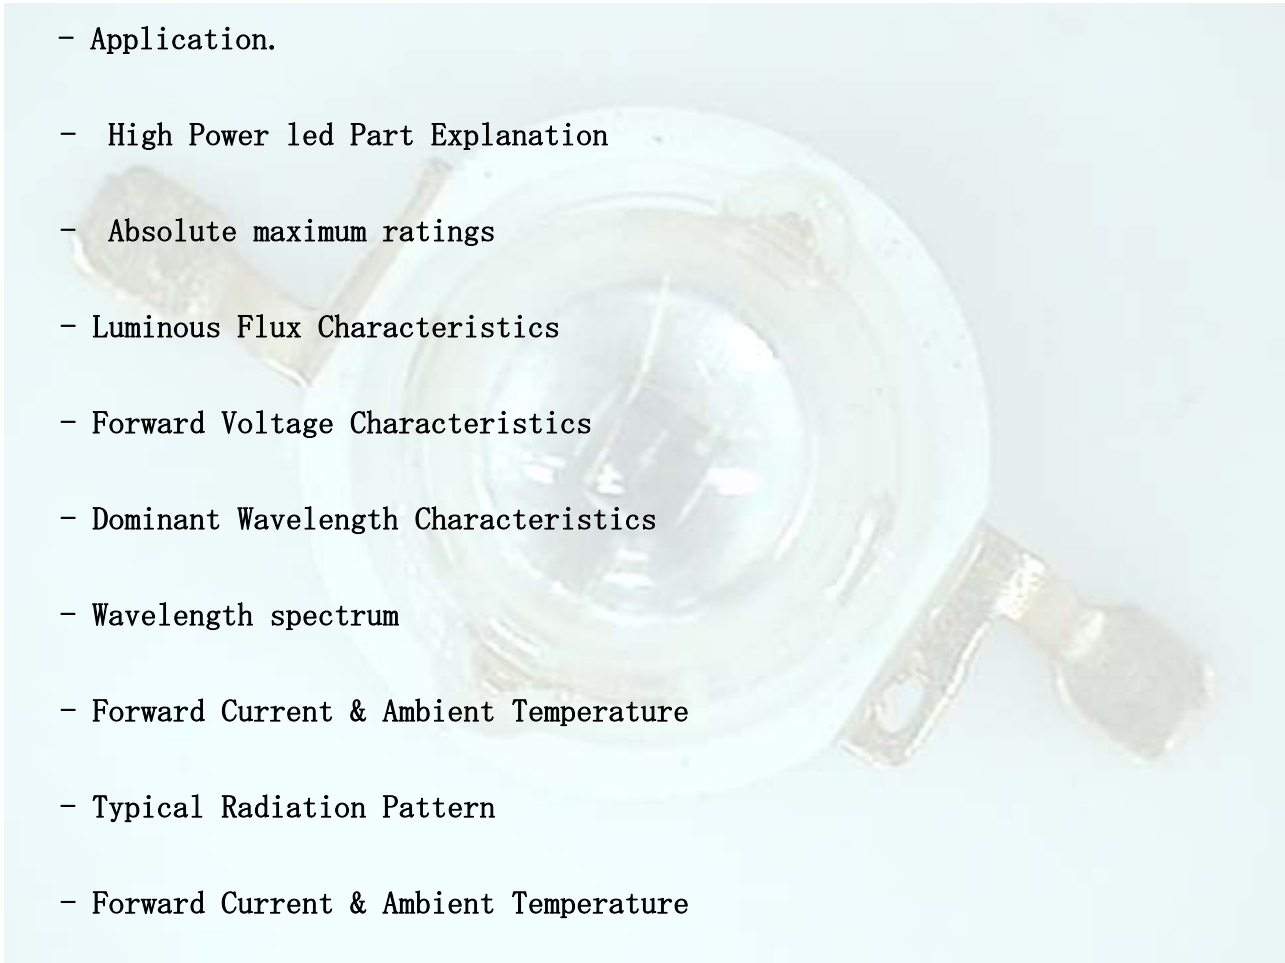 - Application.
- High Power led Part Explanation
- Absolute maximum ratings
- Luminous Flux Characteristics
- Forward Voltage Characteristics
- Dominant Wavelength Characteristics
- Wavelength spectrum
- Forward Current & Ambient Temperature
- Typical Radiation Pattern
- Forward Current & Ambient Temperature